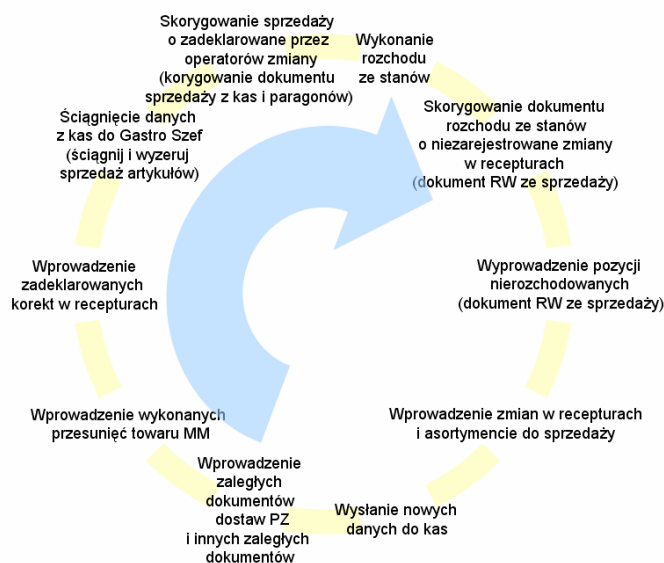 Skorygowanie sprzedaży
o zadeklarowane przez
operatorów zmiany
(korygowanie dokumentu
sprzedaży z kas i paragonów)
Wykonanie
rozchodu
ze stanów
Skorygowanie dokumentu
rozchodu ze stanów
o niezarejestrowane zmiany
w recepturach
(dokument RW ze sprzedaży)
Wyprowadzenie pozycji
nierozchodowanych
(dokument RW ze sprzedaży)
Wprowadzenie zmian w recepturach
i asortymencie do sprzedaży
Wysłanie nowych
danych do kas
Wprowadzenie
zaległych
dokumentów
dostaw PZ
i innych zaległych
dokumentów
Wprowadzenie wykonanych
przesunięć towaru MM
Wprowadzenie
zadeklarowanych
korekt w recepturach
Ściągnięcie danych
z kas do Gastro Szef
(ściągnij i wyzeruj
sprzedaż artykułów)